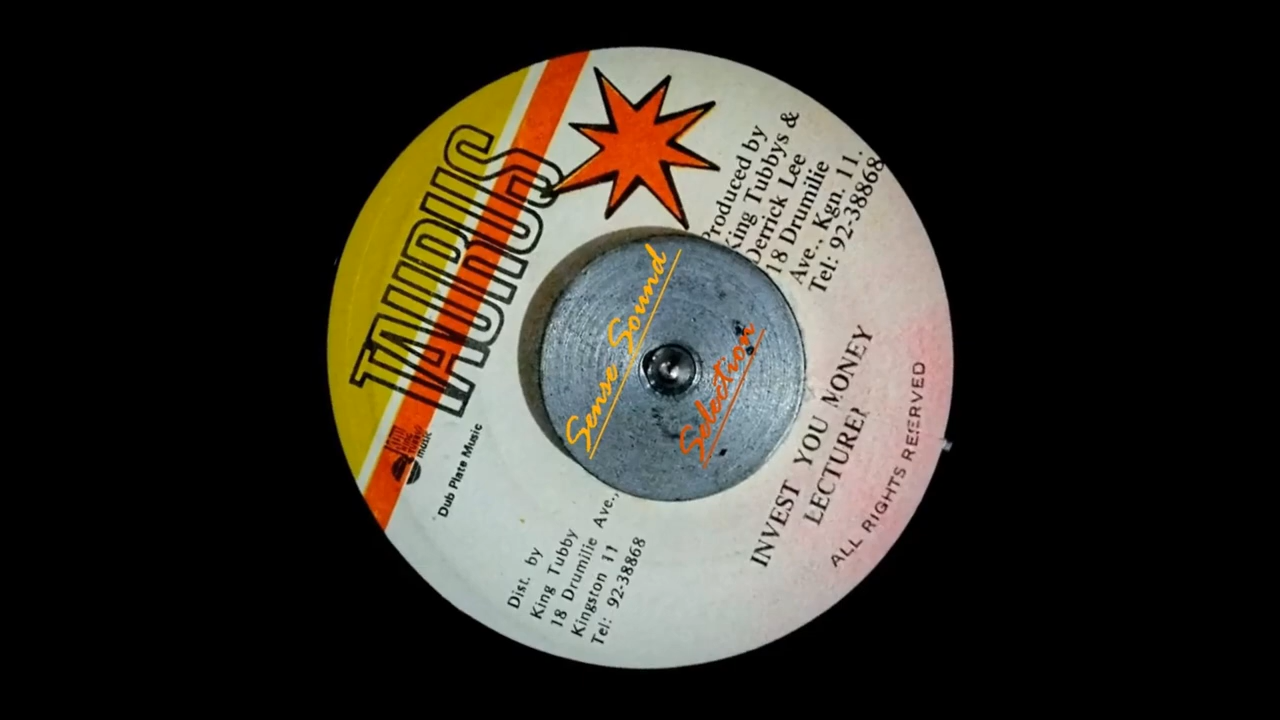 TAURUS
Dub Plate Music
Dist. by
King Tubby
18 Drumilie Ave.,
Kingston 11
Tel: 92-38868
Produced by
King Tubbys &
Derrick Lee
18 Drumilie
Ave., Kgn. 11.
Tel: 92-38868
Sense Sound
Selection
INVEST YOU MONEY
LECTURER
ALL RIGHTS RESERVED